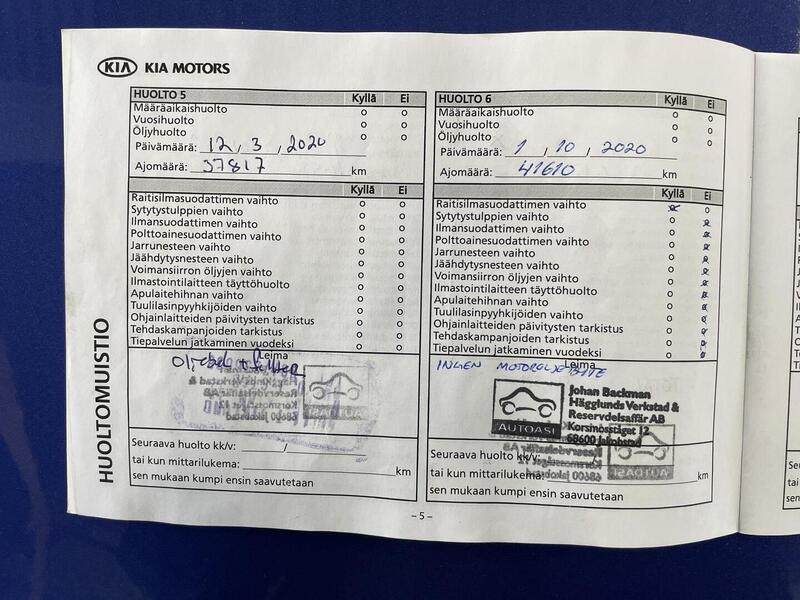 KIA KIA MOTORS
HUOLTO 5 Kyllä Ei
Määräaikaishuolto o o
Vuosihuolto o o
Öljyhuolto o o
Päivämäärä: 12, 3, 2020
Ajomäärä: 37817 km
Kyllä Ei
Raitisilmasuodattimen vaihto o o
Sytytystulppien vaihto o o
Ilmansuodattimen vaihto o o
Polttoainesuodattimen vaihto o o
Jarrunesteen vaihto o o
Jäähdytysnesteen vaihto o o
Voimansiirron öljyjen vaihto o o
Ilmastointilaitteen täyttöhuolto o o
Apulaitehihnan vaihto o o
Tuulilasinpyyhkijöiden vaihto o o
Ohjainlaitteiden päivitysten tarkistus o o
Tehdaskampanjoiden tarkistus o o
Tiepalvelun jatkaminen vuodeksi o o
Leima
AUTOASI
Seuraava huolto kk/v: /
tai kun mittarilukema: km
sen mukaan kumpi ensin saavutetaan
HUOLTO 6 Kyllä Ei
Määräaikaishuolto o o
Vuosihuolto o o
Öljyhuolto o o
Päivämäärä: 1, 10, 2020
Ajomäärä: 41610 km
Kyllä Ei
Raitisilmasuodattimen vaihto o o
Sytytystulppien vaihto o o
Ilmansuodattimen vaihto o o
Polttoainesuodattimen vaihto o o
Jarrunesteen vaihto o o
Jäähdytysnesteen vaihto o o
Voimansiirron öljyjen vaihto o o
Ilmastointilaitteen täyttöhuolto o o
Apulaitehihnan vaihto o o
Tuulilasinpyyhkijöiden vaihto o o
Ohjainlaitteiden päivitysten tarkistus o o
Tehdaskampanjoiden tarkistus o o
Tiepalvelun jatkaminen vuodeksi o o
Leima
INGEN MOTOROLJE BYTE
AUTOASI
Johan Backman
Hägglunds Verkstad &
Reservdelsaffär AB
Korsmosstiget 12
68600 Jakobstad
Seuraava huolto kk/v: /
tai kun mittarilukema: km
sen mukaan kumpi ensin saavutetaan
HUOLTOMUISTIO
– 5 –